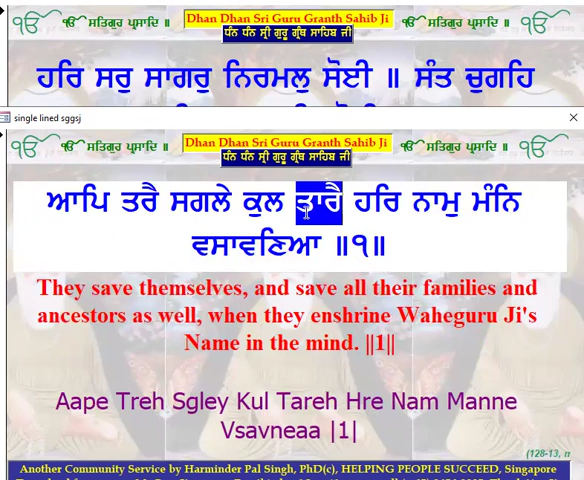 ੴ ਸਤਿਗੁਰ ਪ੍ਰਸਾਦਿ ॥ Dhan Dhan Sri Guru Granth Sahib Ji ੴ ਸਤਿਗੁਰ ਪ੍ਰਸਾਦਿ ॥ ੴ
ਧੰਨ ਧੰਨ ਸ੍ਰੀ ਗੁਰੂ ਗ੍ਰੰਥ ਸਾਹਿਬ ਜੀ
ਹਰਿ ਸਰੁ ਸਾਗਰੁ ਨਿਰਮਲੁ ਸੋਈ ॥ ਸੰਤ ਚੁਗਹਿ
single lined sggsj
ੴ ਸਤਿਗੁਰ ਪ੍ਰਸਾਦਿ ॥ Dhan Dhan Sri Guru Granth Sahib Ji ੴ ਸਤਿਗੁਰ ਪ੍ਰਸਾਦਿ ॥ ੴ
ਧੰਨ ਧੰਨ ਸ੍ਰੀ ਗੁਰੂ ਗ੍ਰੰਥ ਸਾਹਿਬ ਜੀ
ਆਪਿ ਤਰੈ ਸਗਲੇ ਕੁਲ ਤਾਰੈ ਹਰਿ ਨਾਮੁ ਮੰਨਿ
ਵਸਾਵਣਿਆ ॥੧॥
They save themselves, and save all their families and
ancestors as well, when they enshrine Waheguru Ji's
Name in the mind. ||1||
Aape Treh Sgley Kul Tareh Hre Nam Manne
Vsavneaa |1|
(128-13,
Another Community Service by Harminder Pal Singh, PhD(c), HELPING PEOPLE SUCCEED, Singapore